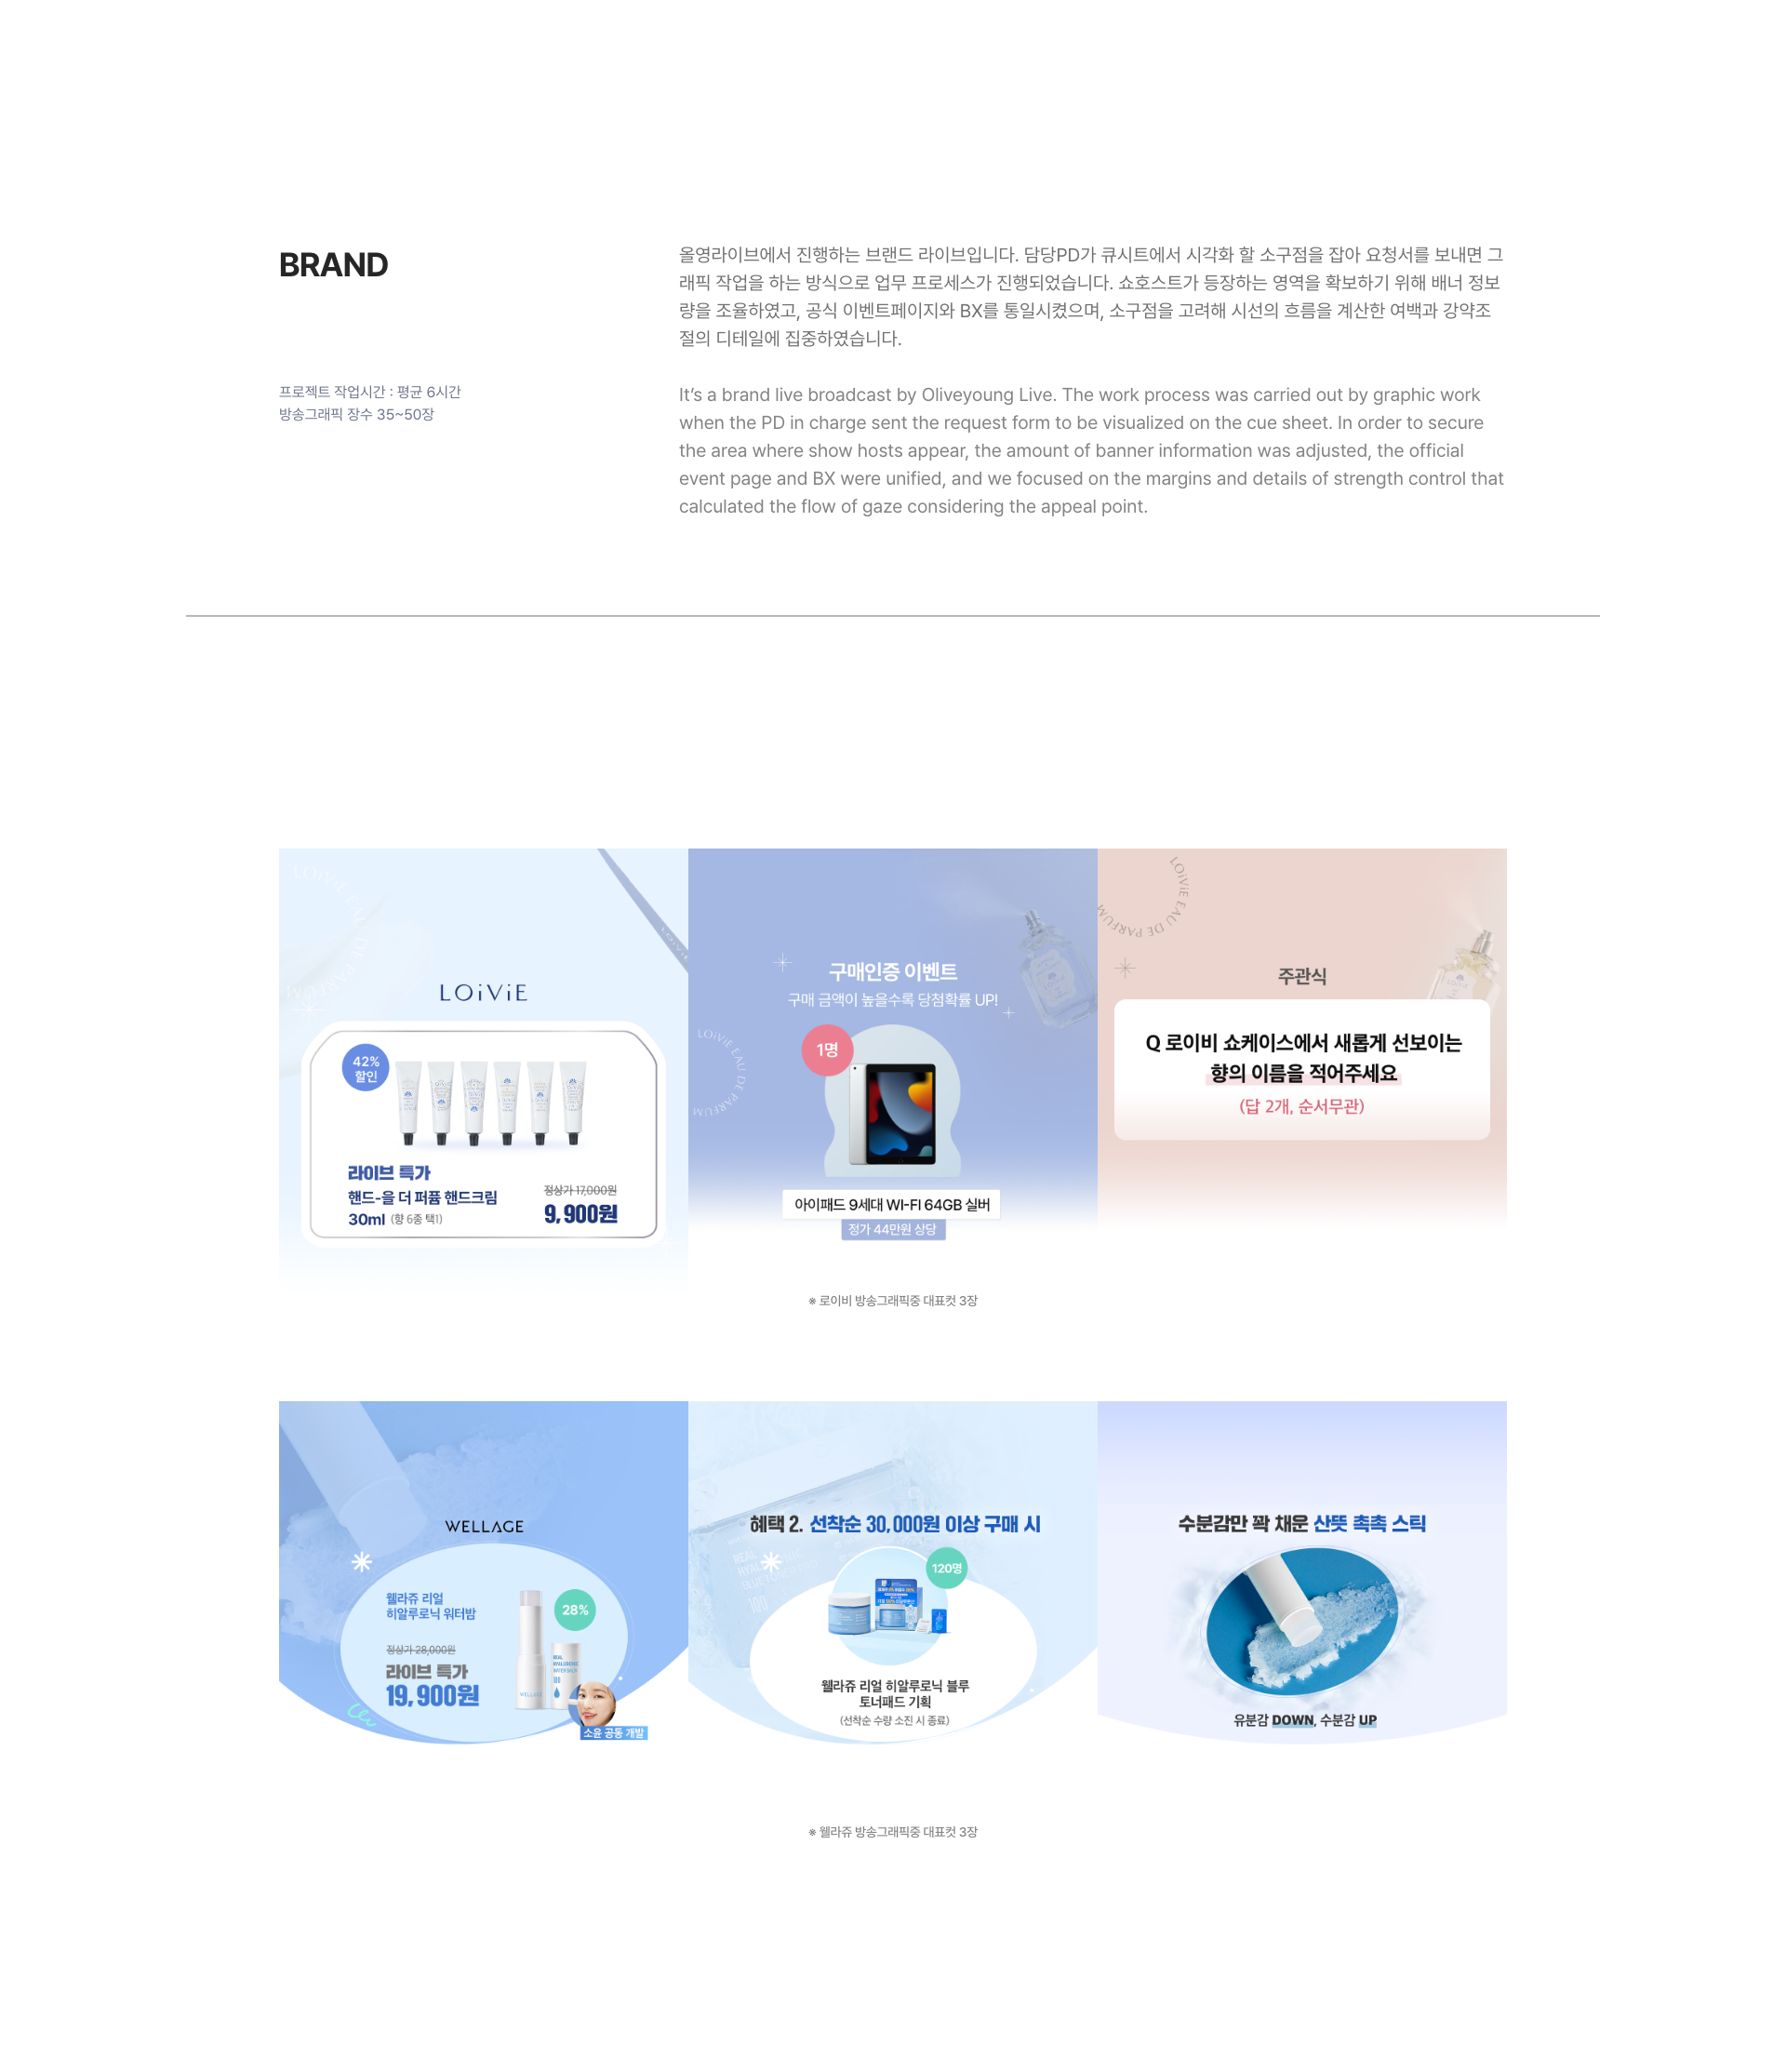 BRAND
프로젝트 작업시간 : 평균 6시간
방송그래픽 장수 35~50장
올영라이브에서 진행하는 브랜드 라이브입니다. 담당PD가 큐시트에서 시각화 할 소구점을 잡아 요청서를 보내면 그
래픽 작업을 하는 방식으로 업무 프로세스가 진행되었습니다. 쇼호스트가 등장하는 영역을 확보하기 위해 배너 정보
량을 조율하였고, 공식 이벤트페이지와 BX를 통일시켰으며, 소구점을 고려해 시선의 흐름을 계산한 여백과 강약조
절의 디테일에 집중하였습니다.
It’s a brand live broadcast by Oliveyoung Live. The work process was carried out by graphic work
when the PD in charge sent the request form to be visualized on the cue sheet. In order to secure
the area where show hosts appear, the amount of banner information was adjusted, the official
event page and BX were unified, and we focused on the margins and details of strength control that
calculated the flow of gaze considering the appeal point.
LOiViE EAU DE PARFUM
LOiViE
LOiViE
42%
할인
라이브 특가
핸드-을 더 퍼퓸 핸드크림
30ml (향 6종 택1)
정상가 17,000원
9,900원
구매인증 이벤트
구매 금액이 높을수록 당첨확률 UP!
LOiViE EAU DE PARFUM
1명
아이패드 9세대 WI-FI 64GB 실버
정가 44만원 상당
LOiViE EAU DE PARFUM
LOiViE
주관식
Q 로이비 쇼케이스에서 새롭게 선보이는
향의 이름을 적어주세요
(답 2개, 순서무관)
※ 로이비 방송그래픽중 대표컷 3장
WELLAGE
웰라쥬 리얼
히알루로닉 워터밤
28%
정상가 28,000원
라이브 특가
19,900원
WELLAGE
REAL
HYALURONIC
WATER BALM
100
소윤 공동 개발
혜택 2. 선착순 30,000원 이상 구매 시
REAL
100
120명
웰라쥬 리얼 히알루로닉 블루
토너패드 기획
(선착순 수량 소진 시 종료)
수분감만 꽉 채운 산뜻 촉촉 스틱
유분감 DOWN, 수분감 UP
※ 웰라쥬 방송그래픽중 대표컷 3장